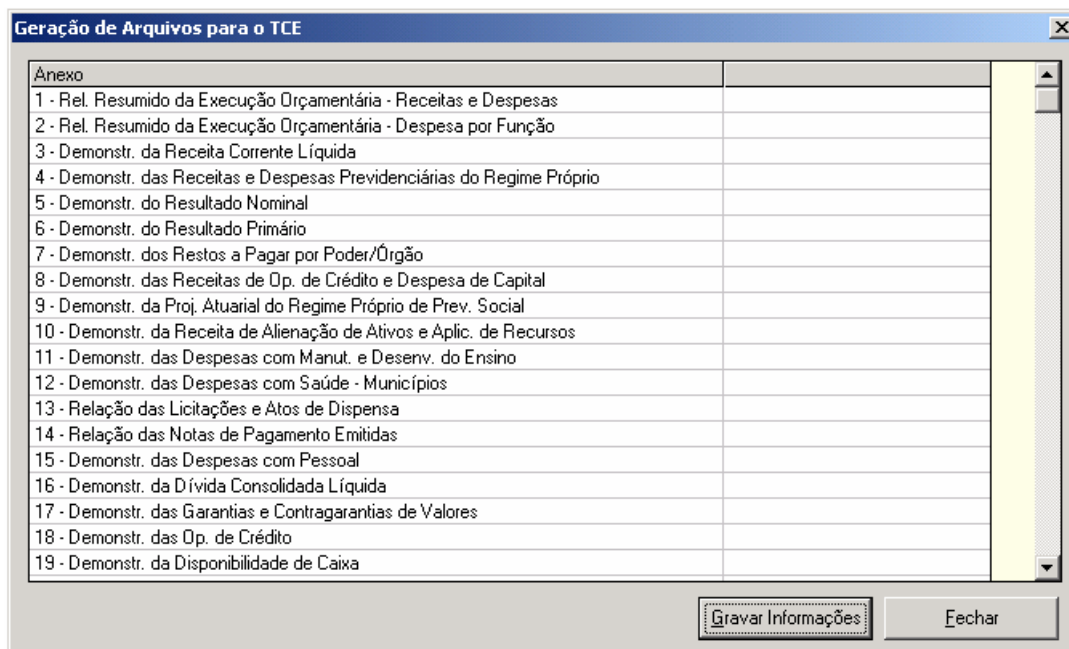 Geração de Arquivos para o TCE
Anexo
1 - Rel. Resumido da Execução Orçamentária - Receitas e Despesas
2 - Rel. Resumido da Execução Orçamentária - Despesa por Função
3 - Demonstr. da Receita Corrente Líquida
4 - Demonstr. das Receitas e Despesas Previdenciárias do Regime Próprio
5 - Demonstr. do Resultado Nominal
6 - Demonstr. do Resultado Primário
7 - Demonstr. dos Restos a Pagar por Poder/Órgão
8 - Demonstr. das Receitas de Op. de Crédito e Despesa de Capital
9 - Demonstr. da Proj. Atuarial do Regime Próprio de Prev. Social
10 - Demonstr. da Receita de Alienação de Ativos e Aplic. de Recursos
11 - Demonstr. das Despesas com Manut. e Desenv. do Ensino
12 - Demonstr. das Despesas com Saúde - Municípios
13 - Relação das Licitações e Atos de Dispensa
14 - Relação das Notas de Pagamento Emitidas
15 - Demonstr. das Despesas com Pessoal
16 - Demonstr. da Dívida Consolidada Líquida
17 - Demonstr. das Garantias e Contragarantias de Valores
18 - Demonstr. das Op. de Crédito
19 - Demonstr. da Disponibilidade de Caixa
Gravar Informações Fechar